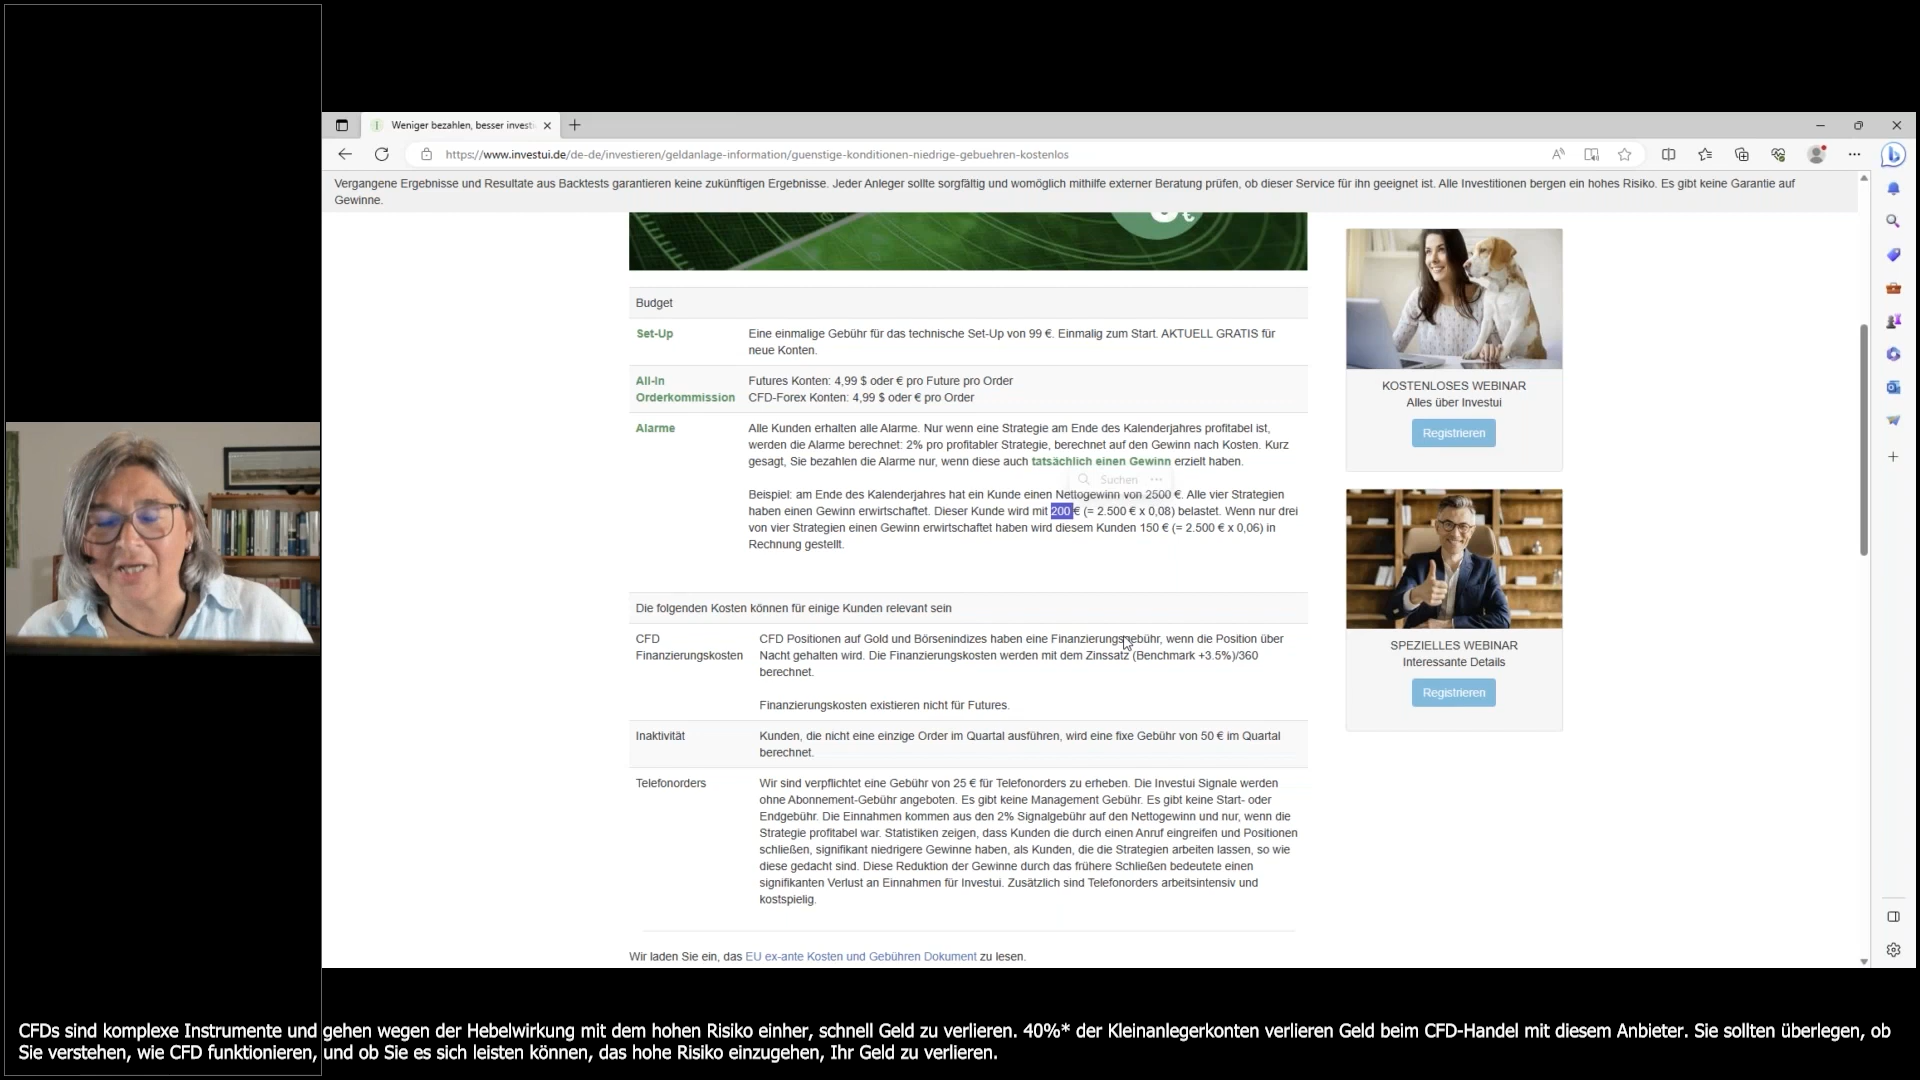 Weniger bezahlen, besser investi
https://www.investui.de/de-de/investieren/geldanlage-information/guenstige-konditionen-niedrige-gebuehren-kostenlos
Vergangene Ergebnisse und Resultate aus Backtests garantieren keine zukünftigen Ergebnisse. Jeder Anleger sollte sorgfältig und womöglich mithilfe externer Beratung prüfen, ob dieser Service für ihn geeignet ist. Alle Investitionen bergen ein hohes Risiko. Es gibt keine Garantie auf
Gewinne.
€
Budget
Set-Up
Eine einmalige Gebühr für das technische Set-Up von 99 €. Einmalig zum Start. AKTUELL GRATIS für
neue Konten.
All-In
Orderkommission
Futures Konten: 4,99 $ oder € pro Future pro Order
CFD-Forex Konten: 4,99 $ oder € pro Order
Alarme
Alle Kunden erhalten alle Alarme. Nur wenn eine Strategie am Ende des Kalenderjahres profitabel ist,
werden die Alarme berechnet: 2% pro profitabler Strategie, berechnet auf den Gewinn nach Kosten. Kurz
gesagt, Sie bezahlen die Alarme nur, wenn diese auch tatsächlich einen Gewinn erzielt haben.
Suchen
Beispiel: am Ende des Kalenderjahres hat ein Kunde einen Nettogewinn von 2500 €. Alle vier Strategien
haben einen Gewinn erwirtschaftet. Dieser Kunde wird mit 200 € (= 2.500 € x 0,08) belastet. Wenn nur drei
von vier Strategien einen Gewinn erwirtschaftet haben wird diesem Kunden 150 € (= 2.500 € x 0,06) in
Rechnung gestellt.
Die folgenden Kosten können für einige Kunden relevant sein
CFD
Finanzierungskosten
CFD Positionen auf Gold und Börsenindizes haben eine Finanzierungsgebühr, wenn die Position über
Nacht gehalten wird. Die Finanzierungskosten werden mit dem Zinssatz (Benchmark +3.5%)/360
berechnet.
Finanzierungskosten existieren nicht für Futures.
Inaktivität
Kunden, die nicht eine einzige Order im Quartal ausführen, wird eine fixe Gebühr von 50 € im Quartal
berechnet.
Telefonorders
Wir sind verpflichtet eine Gebühr von 25 € für Telefonorders zu erheben. Die Investui Signale werden
ohne Abonnement-Gebühr angeboten. Es gibt keine Management Gebühr. Es gibt keine Start- oder
Endgebühr. Die Einnahmen kommen aus den 2% Signalgebühr auf den Nettogewinn und nur, wenn die
Strategie profitabel war. Statistiken zeigen, dass Kunden die durch einen Anruf eingreifen und Positionen
schließen, signifikant niedrigere Gewinne haben, als Kunden, die die Strategien arbeiten lassen, so wie
diese gedacht sind. Diese Reduktion der Gewinne durch das frühere Schließen bedeutete einen
signifikanten Verlust an Einnahmen für Investui. Zusätzlich sind Telefonorders arbeitsintensiv und
kostspielig.
Wir laden Sie ein, das EU ex-ante Kosten und Gebühren Dokument zu lesen.
KOSTENLOSES WEBINAR
Alles über Investui
Registrieren
SPEZIELLES WEBINAR
Interessante Details
Registrieren
CFDs sind komplexe Instrumente und gehen wegen der Hebelwirkung mit dem hohen Risiko einher, schnell Geld zu verlieren. 40%* der Kleinanlegerkonten verlieren Geld beim CFD-Handel mit diesem Anbieter. Sie sollten überlegen, ob
Sie verstehen, wie CFD funktionieren, und ob Sie es sich leisten können, das hohe Risiko einzugehen, Ihr Geld zu verlieren.